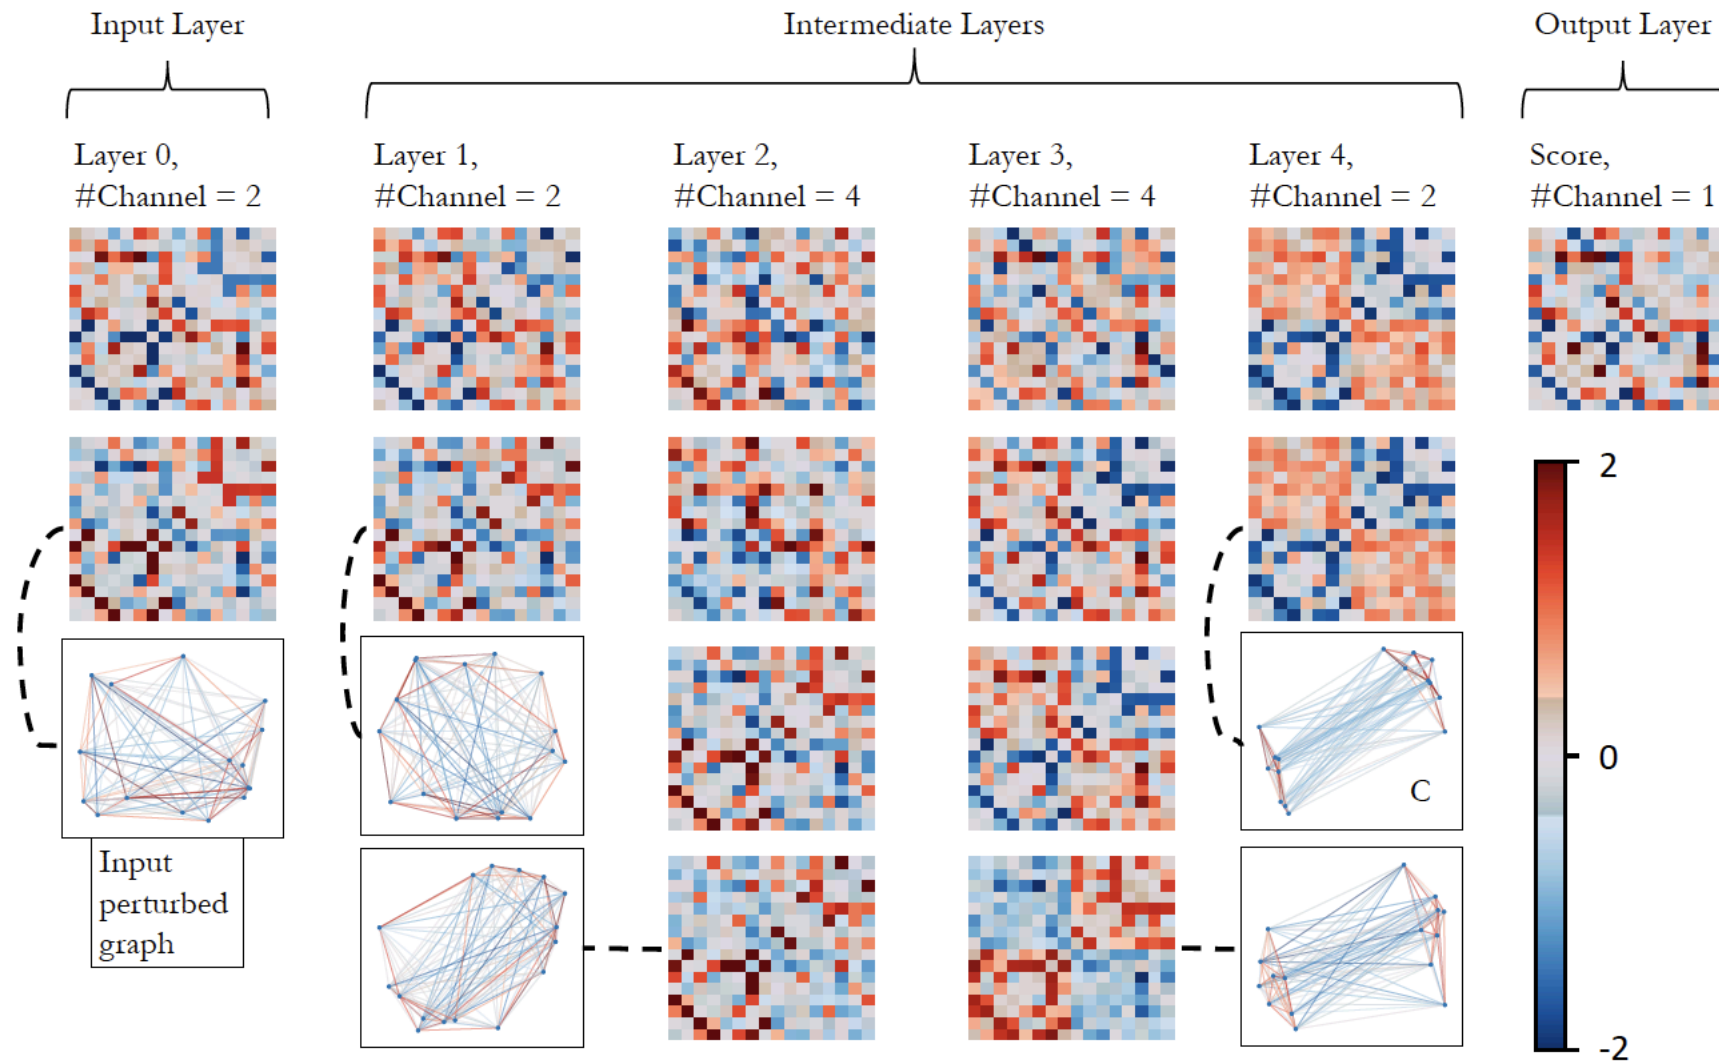 Input Layer
Intermediate Layers
Output Layer
Layer 0,
#Channel = 2
Layer 1,
#Channel = 2
Layer 2,
#Channel = 4
Layer 3,
#Channel = 4
Layer 4,
#Channel = 2
Score,
#Channel = 1
2
0
-2
C
Input
perturbed
graph